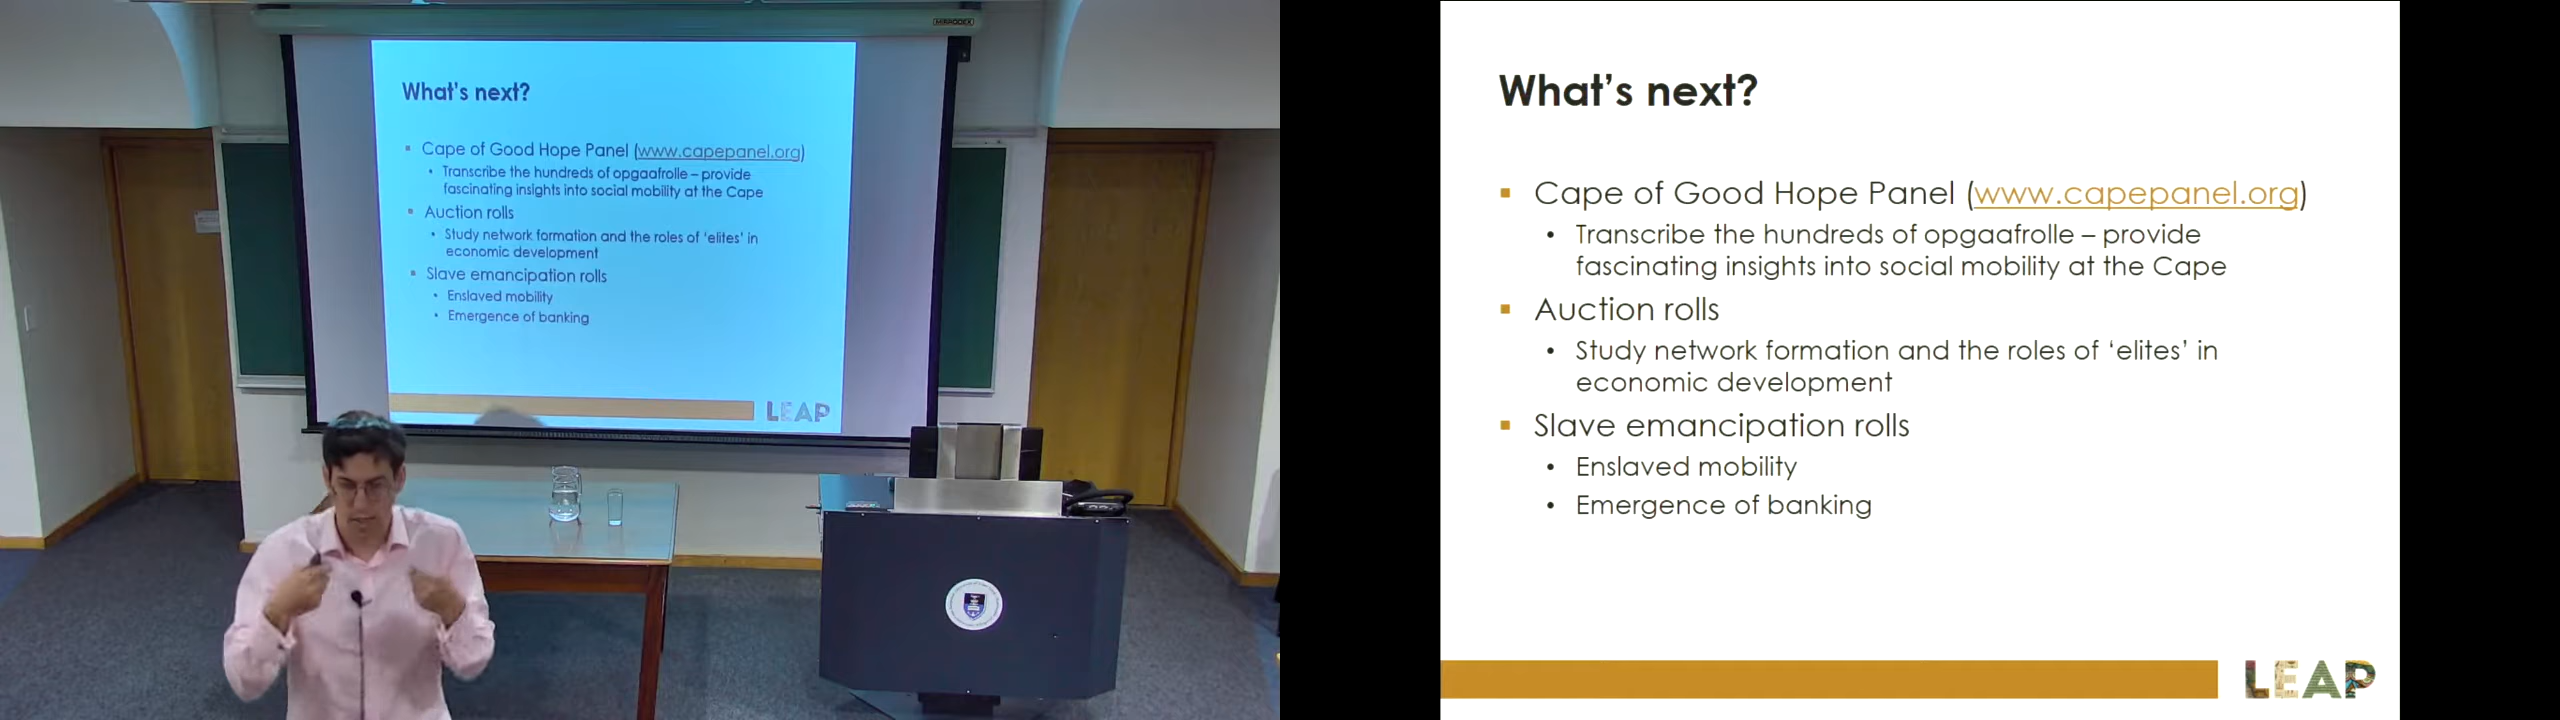 What's next?
Cape of Good Hope Panel (www.capepanel.org)
Transcribe the hundreds of opgaafrolle – provide
fascinating insights into social mobility at the Cape
Auction rolls
Study network formation and the roles of 'elites' in
economic development
Slave emancipation rolls
Enslaved mobility
Emergence of banking
LEAP
What's next?
Cape of Good Hope Panel (www.capepanel.org)
Transcribe the hundreds of opgaafrolle – provide
fascinating insights into social mobility at the Cape
Auction rolls
Study network formation and the roles of 'elites' in
economic development
Slave emancipation rolls
Enslaved mobility
Emergence of banking
LEAP